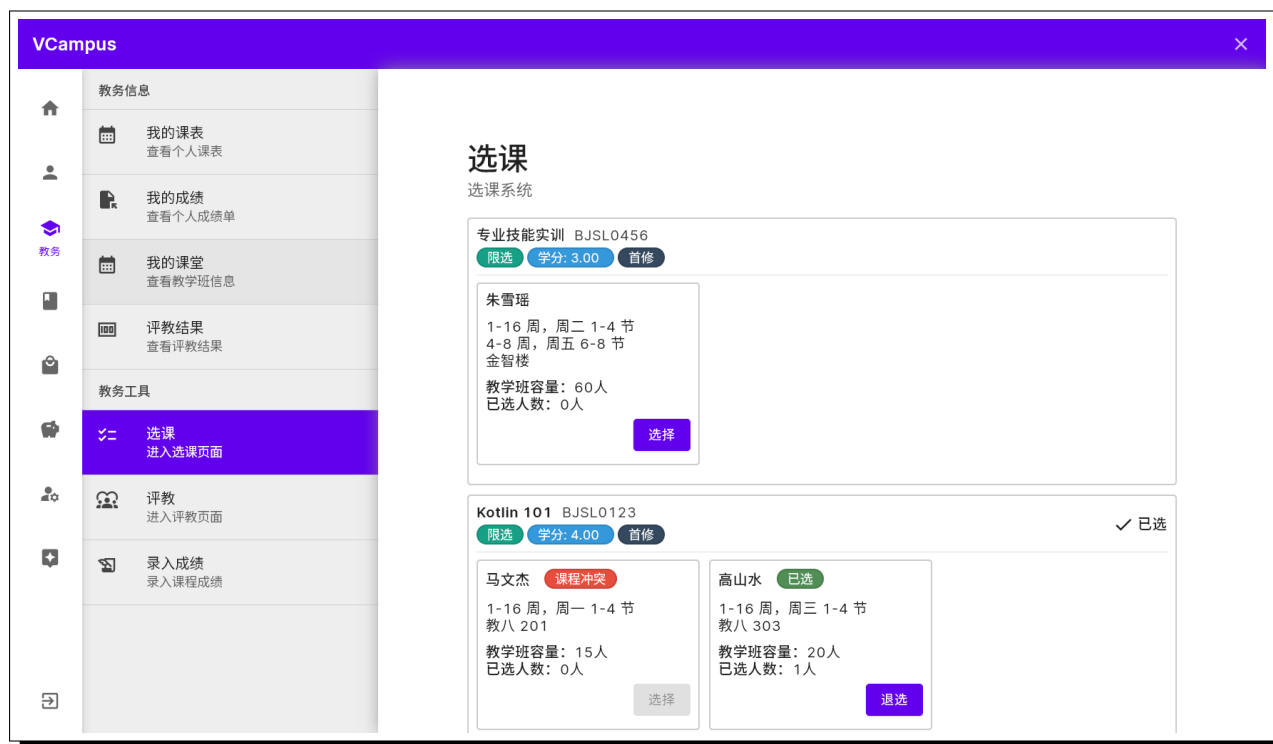 VCampus
教务信息
我的课表
查看个人课表
我的成绩
查看个人成绩单
教务
我的课堂
查看教学班信息
评教结果
查看评教结果
教务工具
选课
进入选课页面
评教
进入评教页面
录入成绩
录入课程成绩
选课
选课系统
专业技能实训 BJSL0456
限选 学分: 3.00 首修
朱雪瑶
1-16 周，周二 1-4 节
4-8 周，周五 6-8 节
金智楼
教学班容量：60人
已选人数：0人
选择
Kotlin 101 BJSL0123
已选
限选 学分: 4.00 首修
马文杰 课程冲突
1-16 周，周一 1-4 节
教八 201
教学班容量：15人
已选人数：0人
选择
高山水 已选
1-16 周，周三 1-4 节
教八 303
教学班容量：20人
已选人数：1人
退选